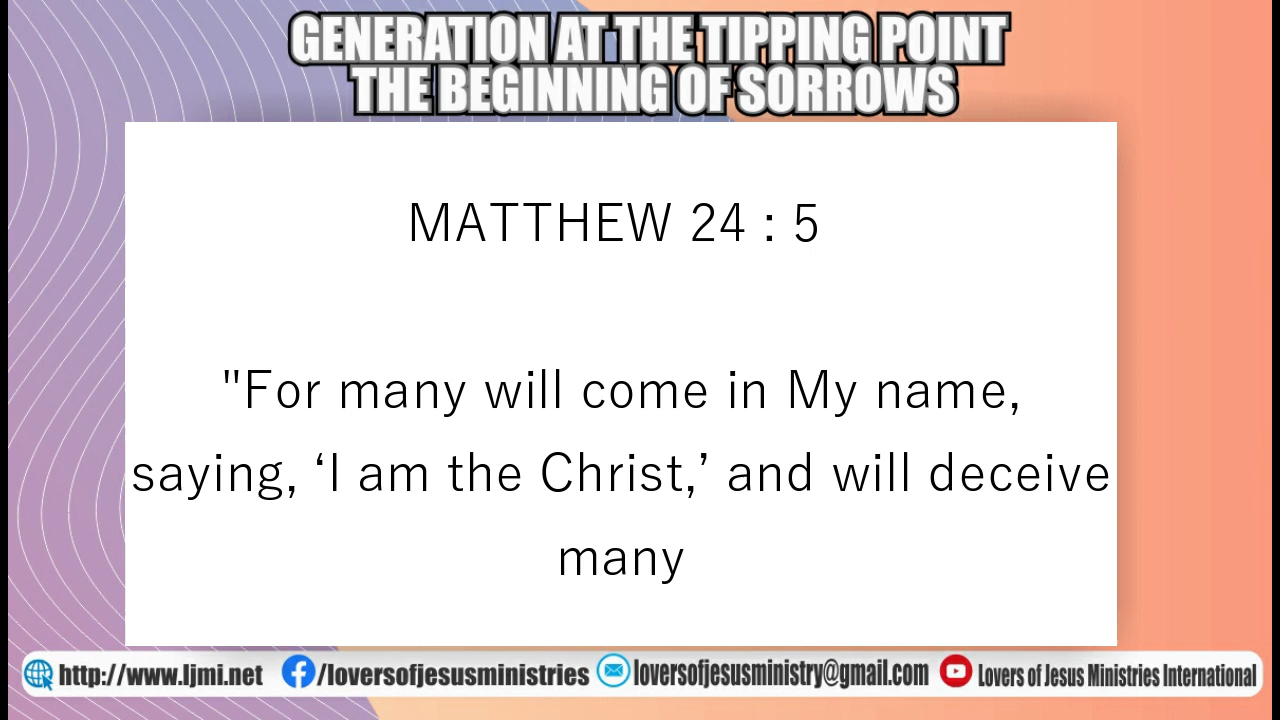 GENERATION AT THE TIPPING POINT
THE BEGINNING OF SORROWS
MATTHEW 24 : 5
"For many will come in My name,
saying, ‘I am the Christ,’ and will deceive
many
http://www.ljmi.net /loversofjesusministries loversofjesusministry@gmail.com Lovers of Jesus Ministries International